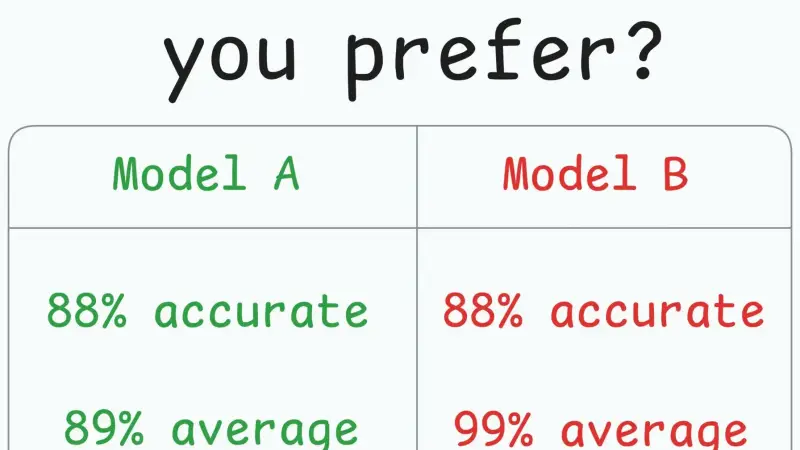 you prefer?
Model A Model B
88% accurate 88% accurate
89% average 99% average